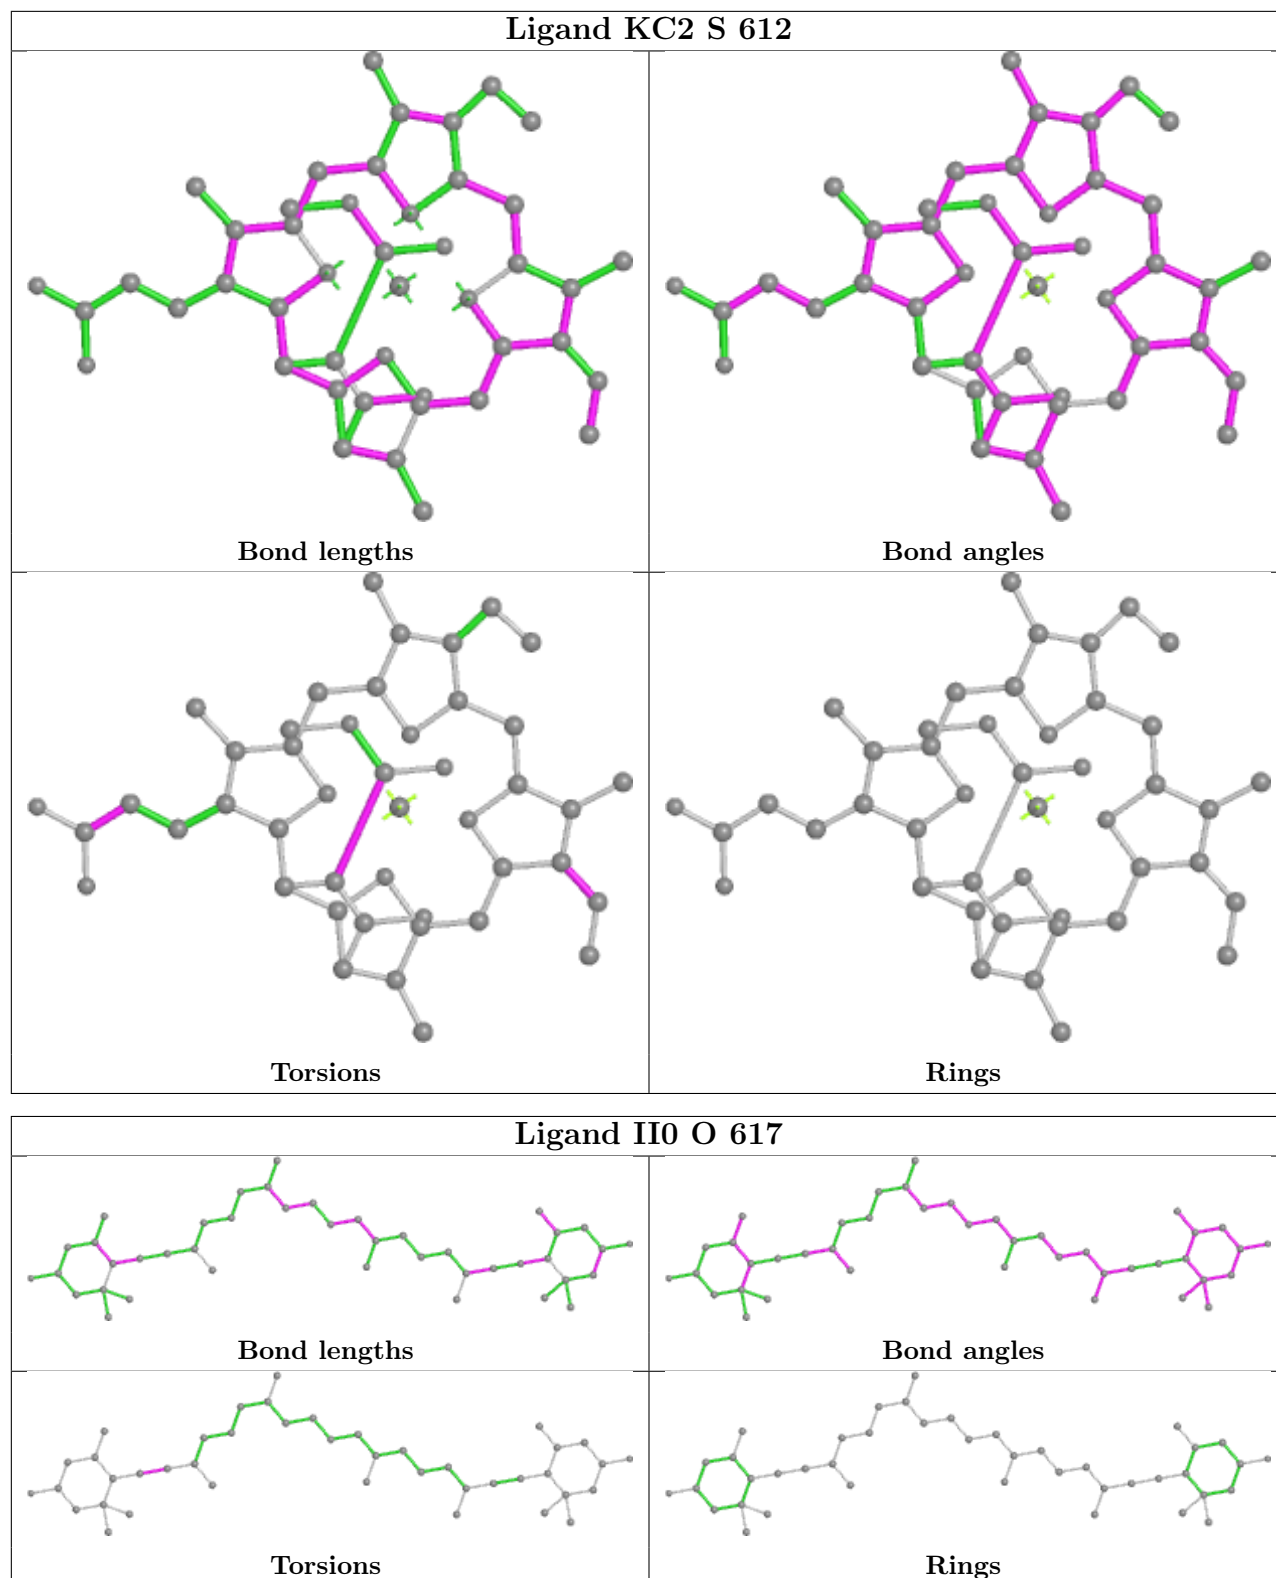 Ligand KC2 S 612
Bond lengths
Bond angles
Torsions
Rings
Ligand II0 O 617
Bond lengths
Bond angles
Torsions
Rings